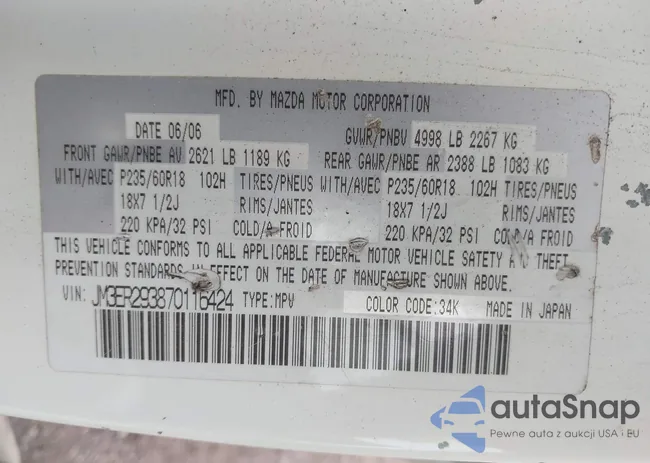 MFD. BY MAZDA MOTOR CORPORATION
DATE 06/06 GVWR/PNBV 4998 LB 2267 KG
FRONT GAWR/PNBE AV 2621 LB 1189 KG REAR GAWR/PNBE AR 2388 LB 1083 KG
WITH/AVEC P235/60R18 102H TIRES/PNEUS WITH/AVEC P235/60R18 102H TIRES/PNEUS
18X7 1/2J RIMS/JANTES 18X7 1/2J RIMS/JANTES
220 KPA/32 PSI COLD/A FROID 220 KPA/32 PSI COLD/A FROID
THIS VEHICLE CONFORMS TO ALL APPLICABLE FEDERAL MOTOR VEHICLE SAFETY AND THEFT
PREVENTION STANDARDS IN EFFECT ON THE DATE OF MANUFACTURE SHOWN ABOVE.
VIN: JM3ER293870116424 TYPE:MPV COLOR CODE:34K MADE IN JAPAN
autaSnap
Pewne auta z aukcji USA i EU